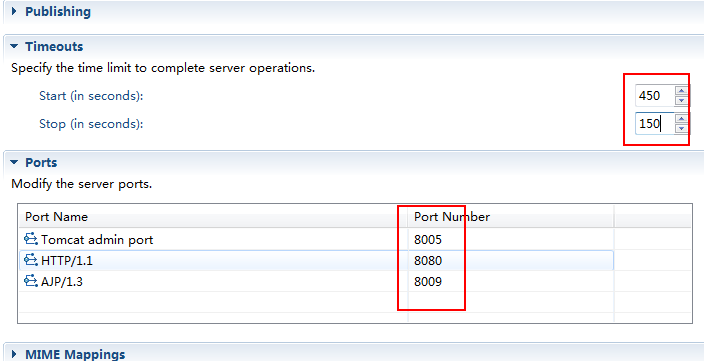 Publishing
Timeouts
Specify the time limit to complete server operations.
Start (in seconds): 450
Stop (in seconds): 150
Ports
Modify the server ports.
Port Name Port Number
Tomcat admin port 8005
HTTP/1.1 8080
AJP/1.3 8009
MIME Mappings